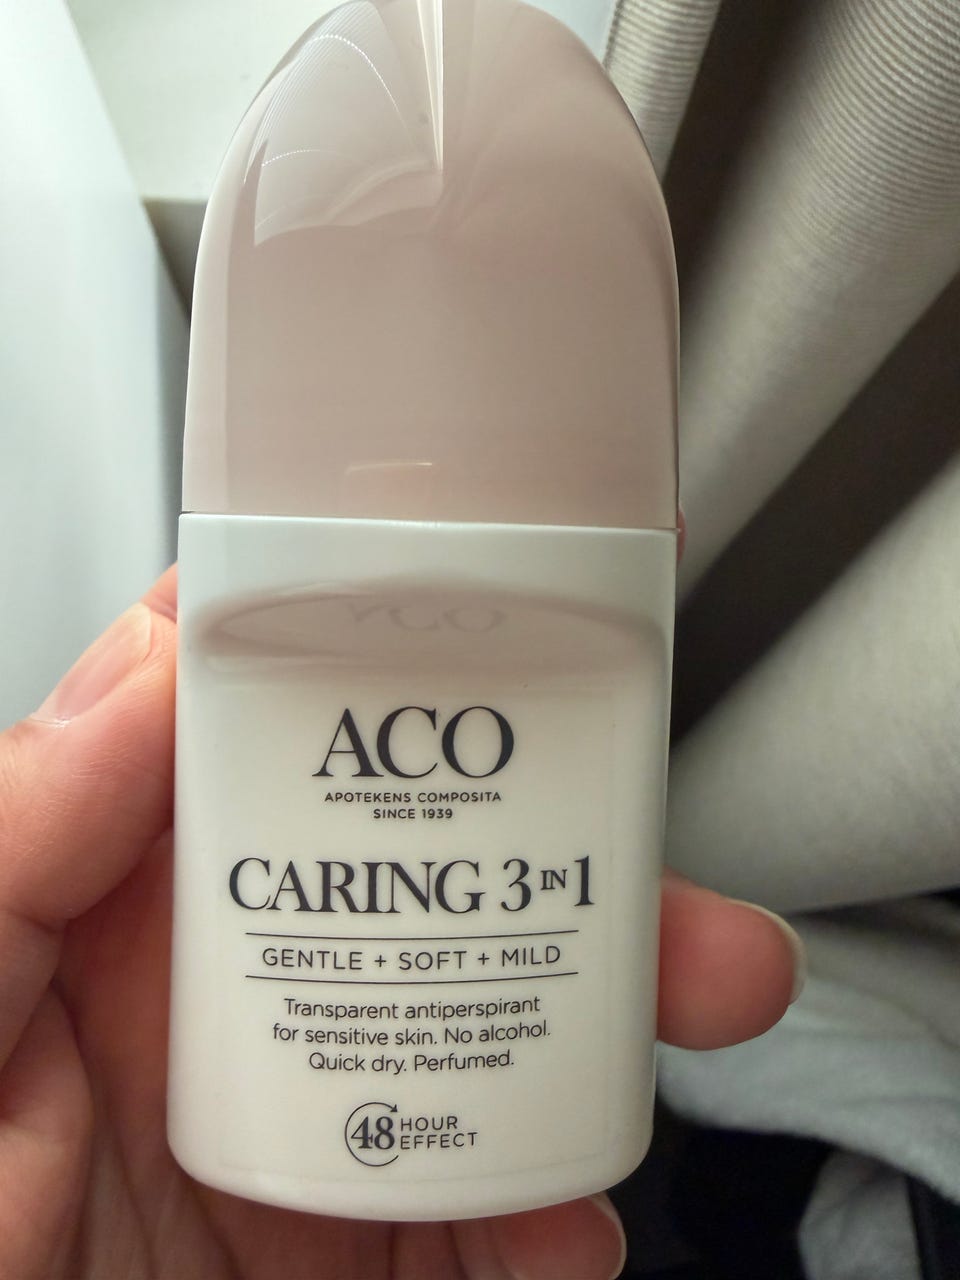 ACO
APOTEKENS COMPOSITA
SINCE 1939
CARING 3 IN 1
GENTLE + SOFT + MILD
Transparent antiperspirant
for sensitive skin. No alcohol.
Quick dry. Perfumed.
48 HOUR
EFFECT